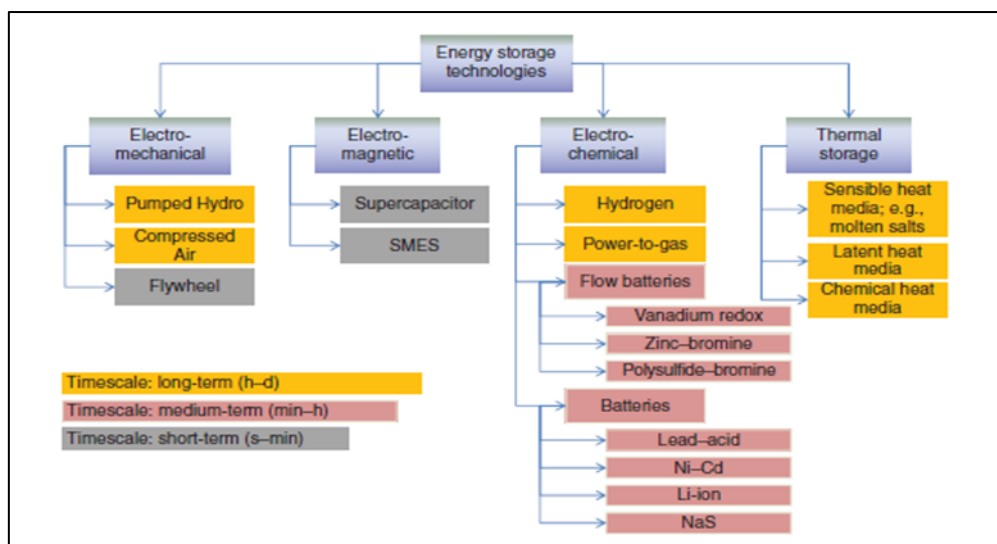 Energy storage
technologies
Electro-
mechanical
Electro-
magnetic
Electro-
chemical
Thermal
storage
Pumped Hydro
Compressed
Air
Flywheel
Supercapacitor
SMES
Hydrogen
Power-to-gas
Flow batteries
Vanadium redox
Zinc–bromine
Polysulfide–bromine
Batteries
Lead–acid
Ni–Cd
Li-ion
NaS
Sensible heat
media; e.g.,
molten salts
Latent heat
media
Chemical heat
media
Timescale: long-term (h–d)
Timescale: medium-term (min–h)
Timescale: short-term (s–min)